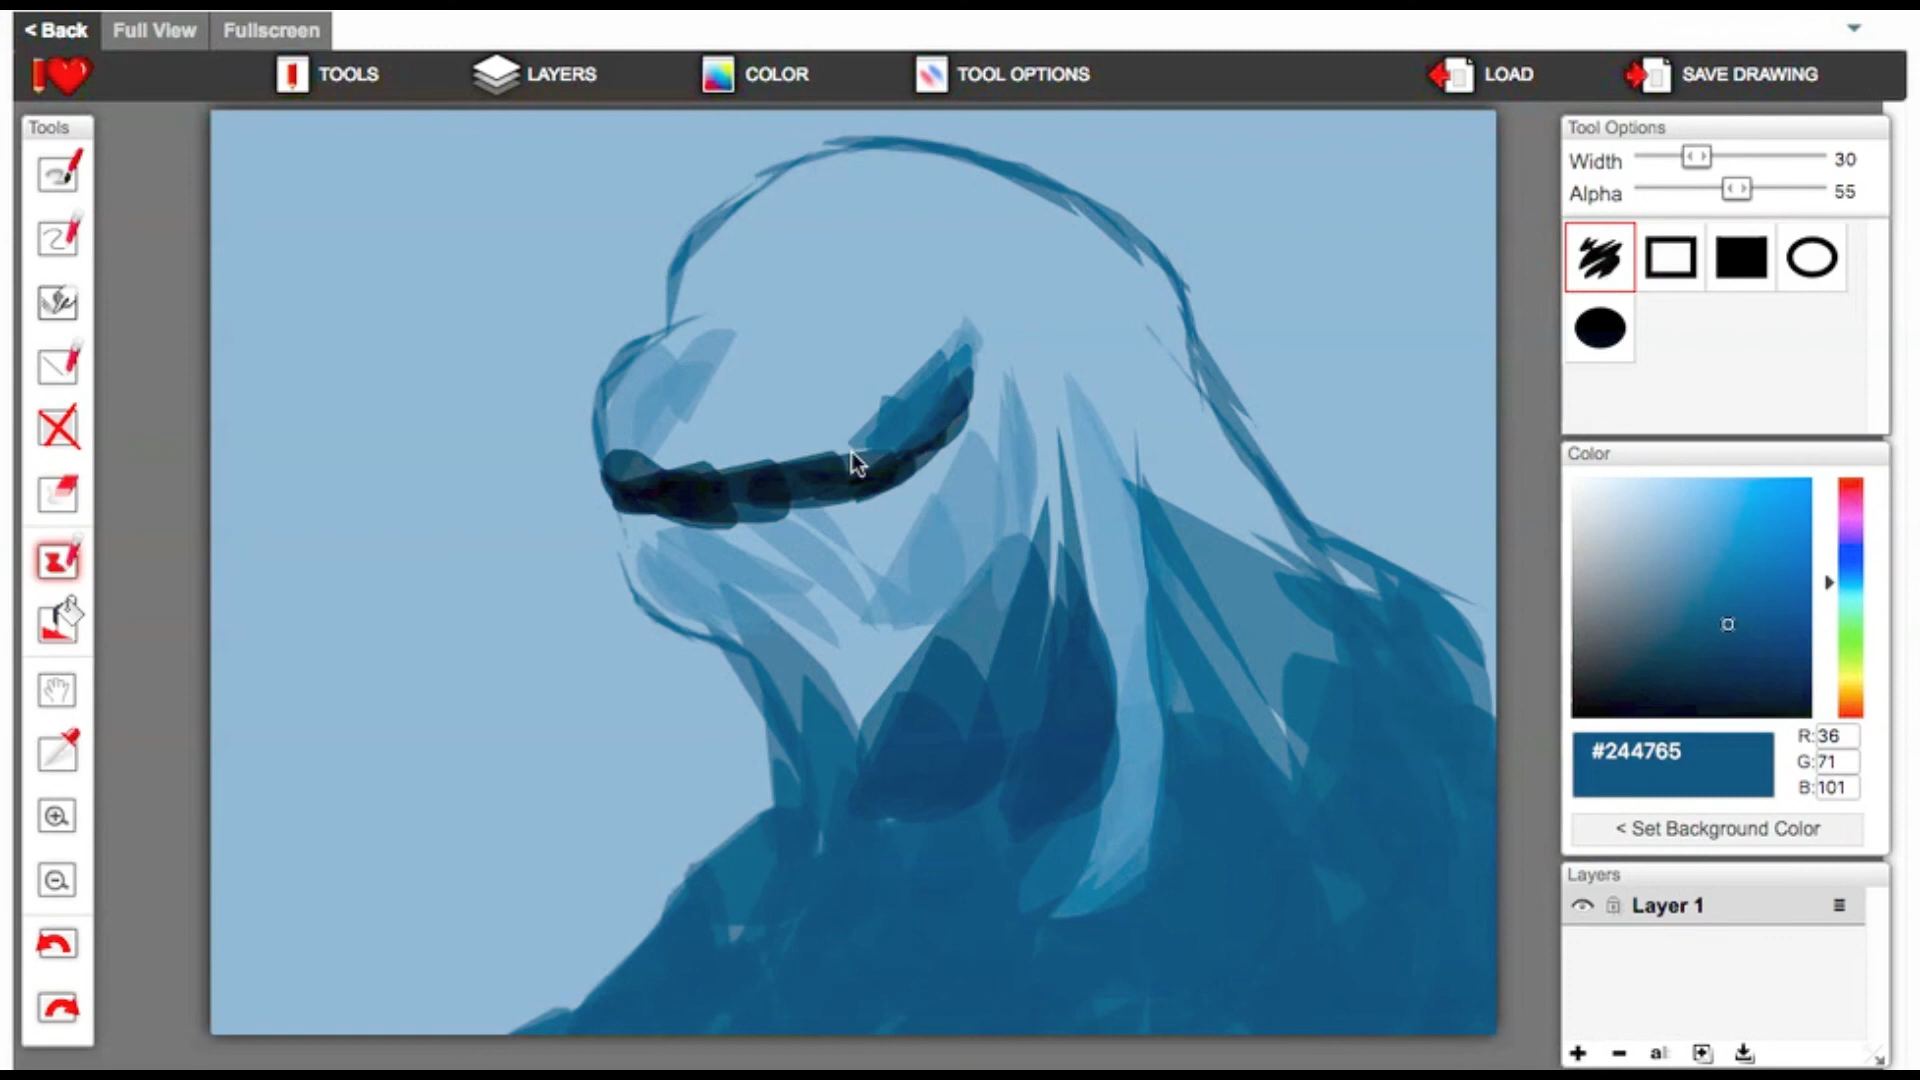 < Back
Full View
Fullscreen
TOOLS
LAYERS
COLOR
TOOL OPTIONS
LOAD
SAVE DRAWING
Tools
Tool Options
Width
30
Alpha
55
Color
#244765
R:36
G:71
B:101
< Set Background Color
Layers
Layer 1